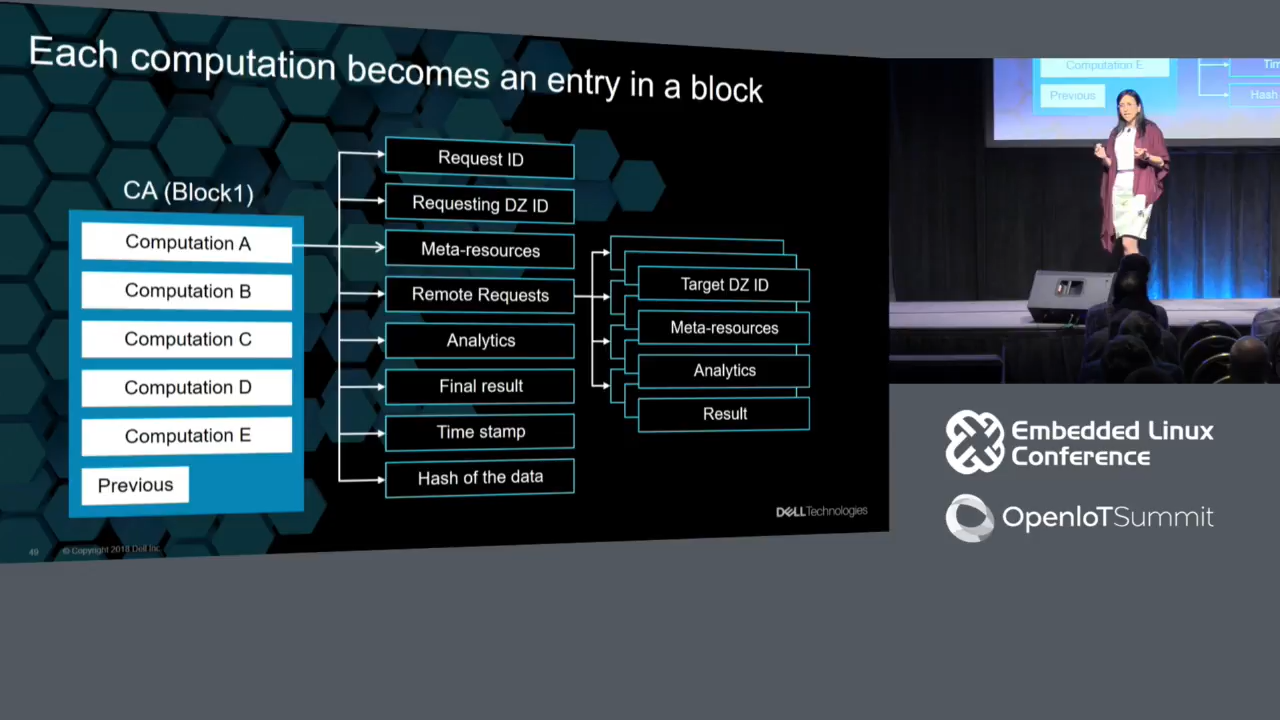 Each computation becomes an entry in a block
CA (Block1)
Computation A
Computation B
Computation C
Computation D
Computation E
Previous
Request ID
Requesting DZ ID
Meta-resources
Remote Requests
Analytics
Final result
Time stamp
Hash of the data
Target DZ ID
Meta-resources
Analytics
Result
DELLTechnologies
49 © Copyright 2018 Dell Inc.
Computation E
Previous
Hash
Embedded Linux
Conference
OpenIoTSummit